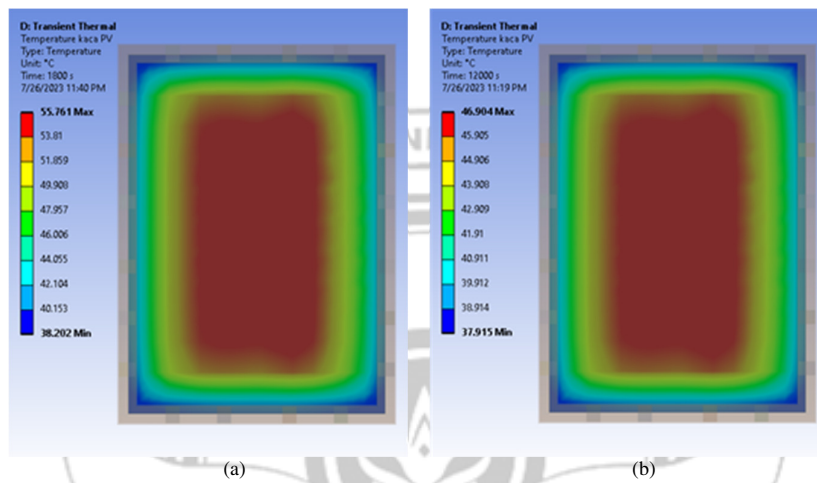 D: Transient Thermal
Temperature kaca PV
Type: Temperature
Unit: °C
Time: 1800 s
7/26/2023 11:40 PM
55.761 Max
53.81
51.859
49.908
47.957
46.006
44.055
42.104
40.153
38.202 Min
(a)
D: Transient Thermal
Temperature kaca PV
Type: Temperature
Unit: °C
Time: 12000 s
7/26/2023 11:19 PM
46.904 Max
45.905
44.906
43.908
42.909
41.91
40.911
39.912
38.914
37.915 Min
(b)